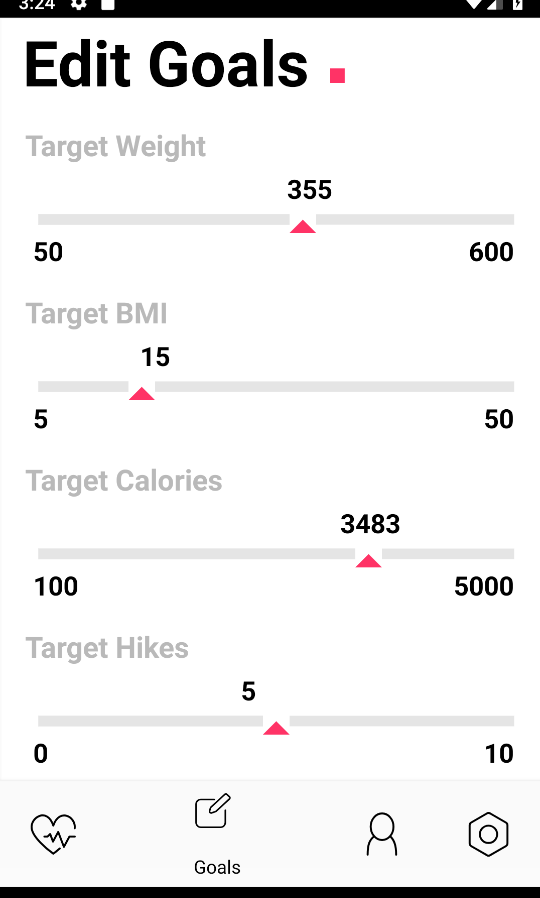 3:24
Edit Goals
Target Weight
355
50 600
Target BMI
15
5 50
Target Calories
3483
100 5000
Target Hikes
5
0 10
Goals